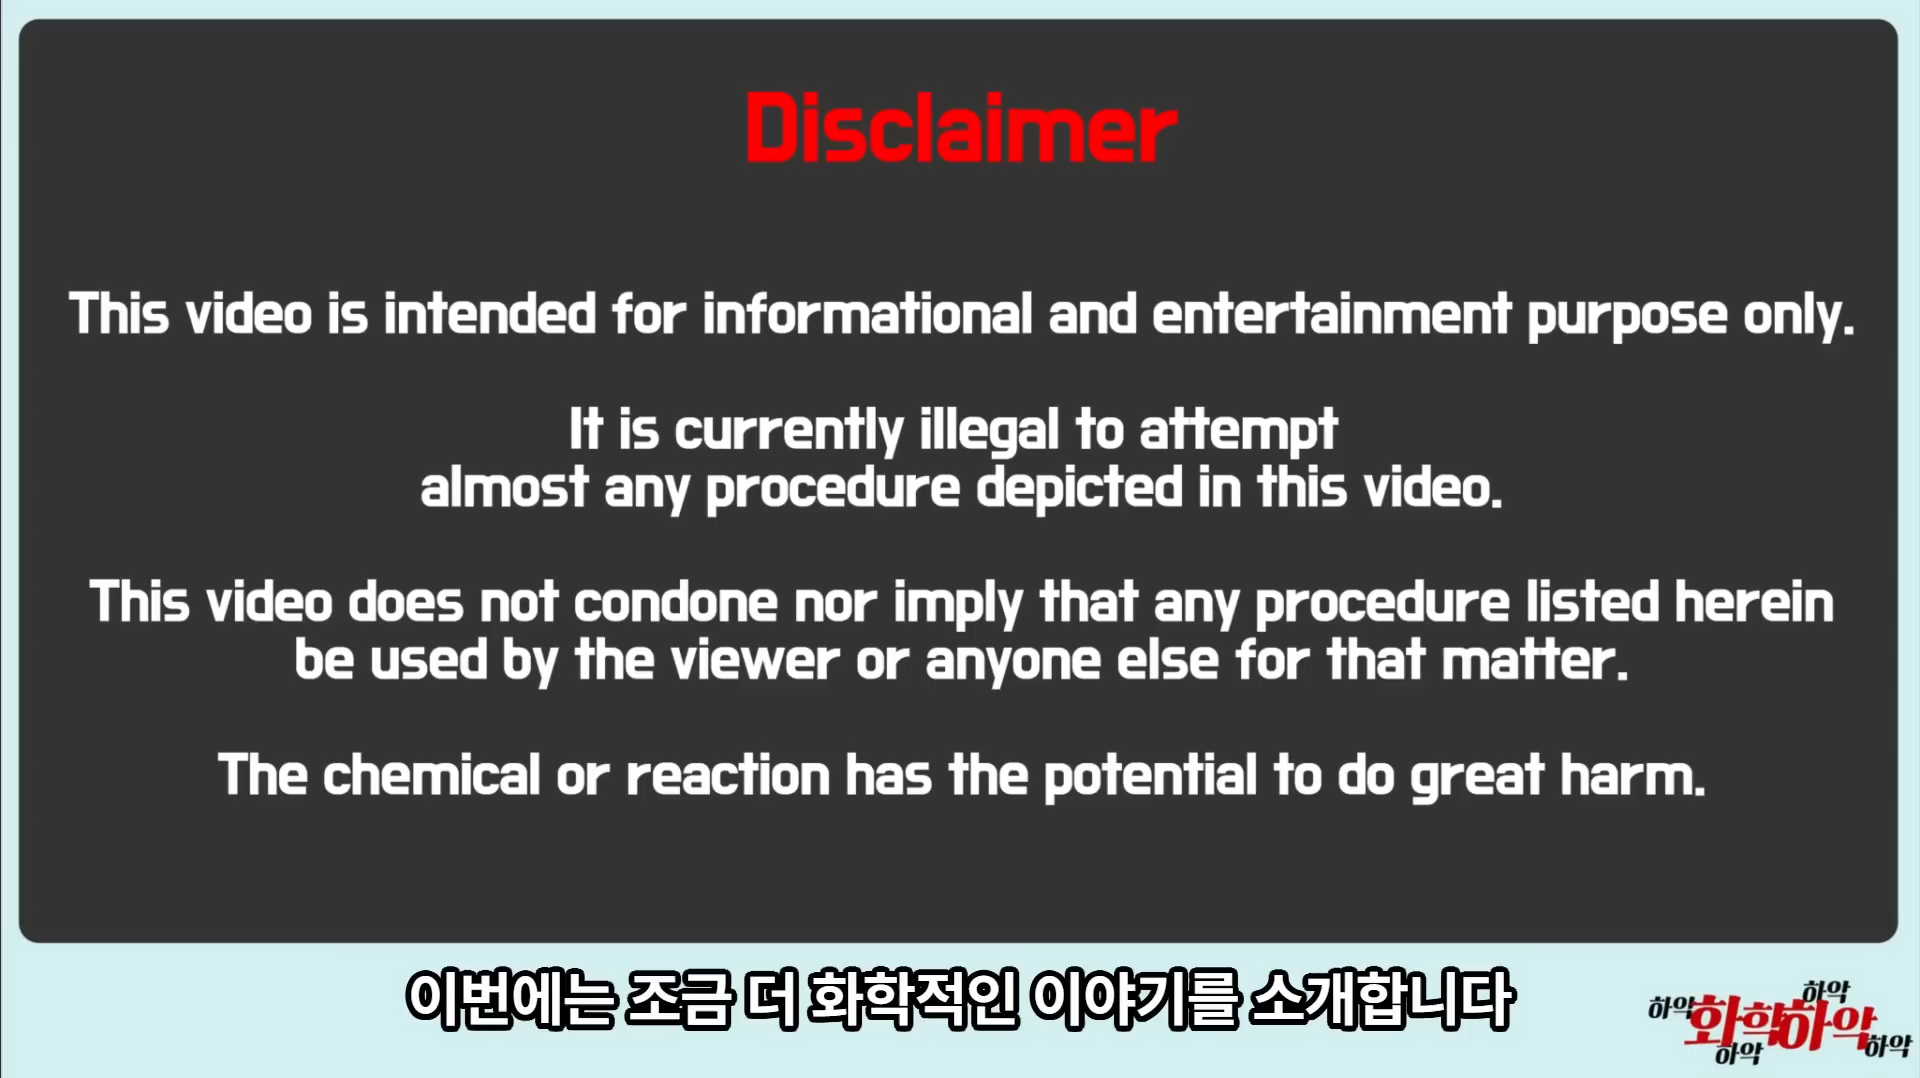 Disclaimer
This video is intended for informational and entertainment purpose only.
It is currently illegal to attempt
almost any procedure depicted in this video.
This video does not condone nor imply that any procedure listed herein
be used by the viewer or anyone else for that matter.
The chemical or reaction has the potential to do great harm.
이번에는 조금 더 화학적인 이야기를 소개합니다
하악
하악
화학하악
하악
하악